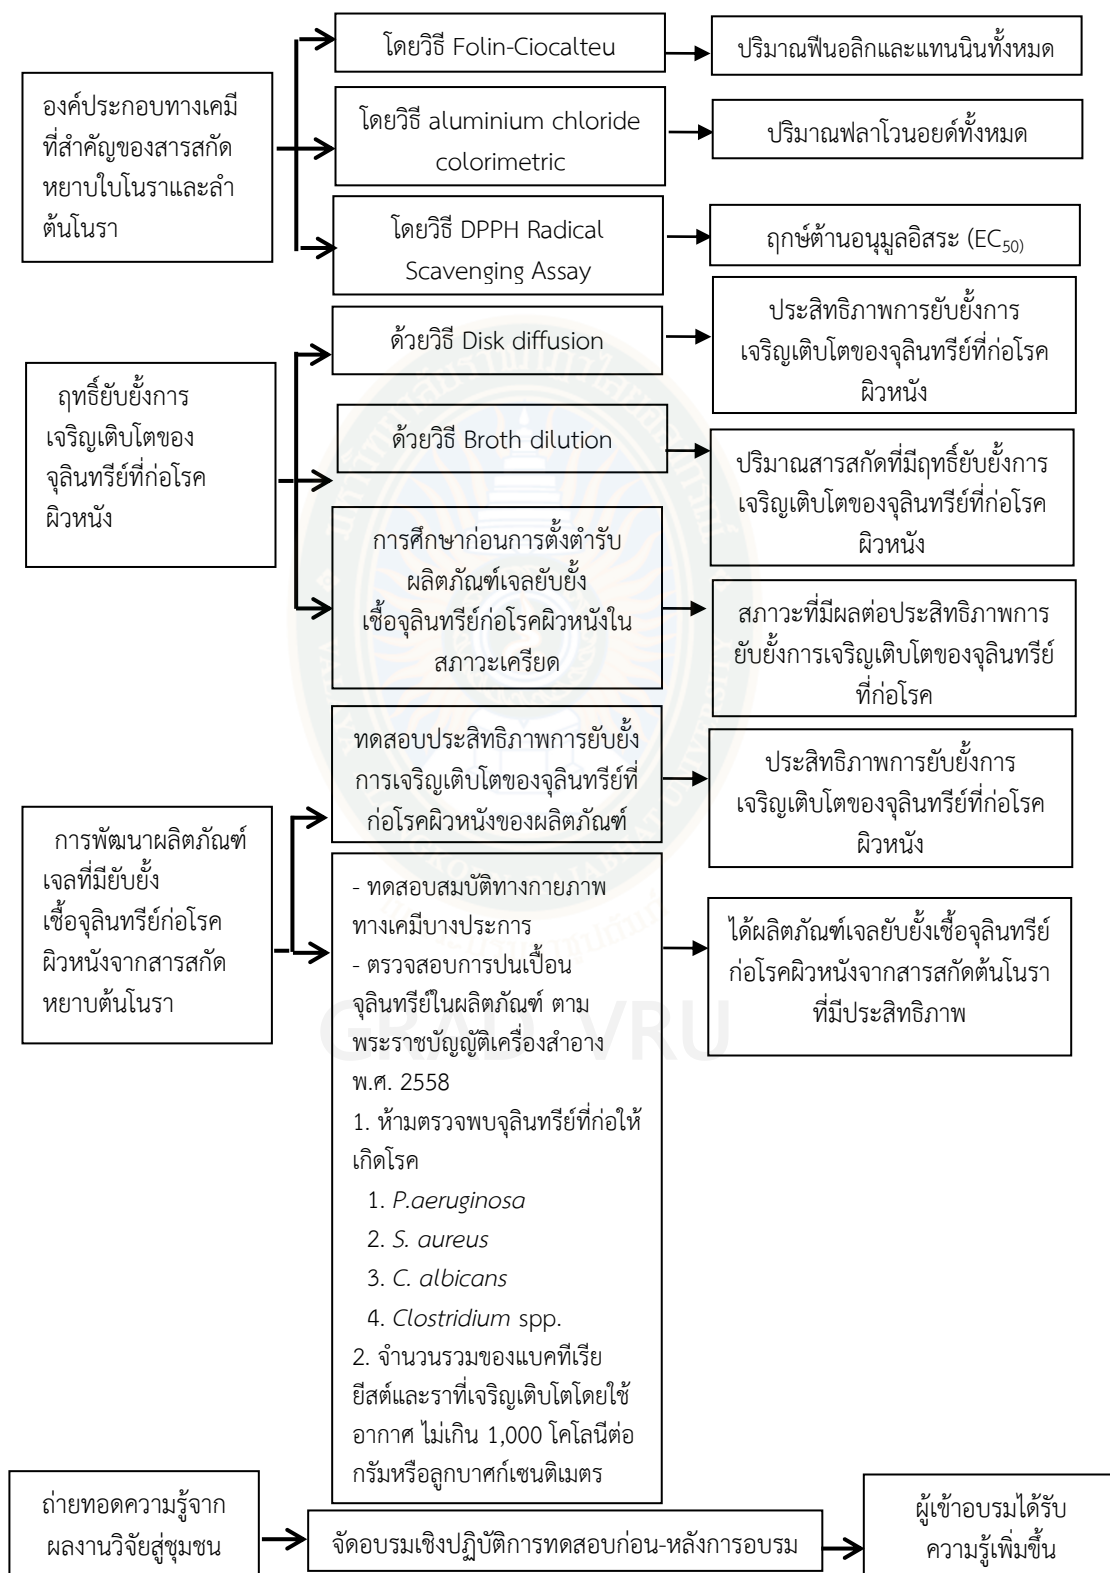 โดยวิธี Folin-Ciocalteu
ปริมาณฟีนอลิกและแทนนินทั้งหมด
องค์ประกอบทางเคมี
ที่สำคัญของสารสกัด
หยาบใบโนราและลำ
ต้นโนรา
โดยวิธี aluminium chloride
colorimetric
ปริมาณฟลาโวนอยด์ทั้งหมด
โดยวิธี DPPH Radical
Scavenging Assay
ฤกษ์ต้านอนุมูลอิสระ (EC50)
ฤทธิ์ยับยั้งการ
เจริญเติบโตของ
จุลินทรีย์ที่ก่อโรค
ผิวหนัง
ด้วยวิธี Disk diffusion
ประสิทธิภาพการยับยั้งการ
เจริญเติบโตของจุลินทรีย์ที่ก่อโรค
ผิวหนัง
ด้วยวิธี Broth dilution
ปริมาณสารสกัดที่มีฤทธิ์ยับยั้งการ
เจริญเติบโตของจุลินทรีย์ที่ก่อโรค
ผิวหนัง
การศึกษาก่อนการตั้งตำรับ
ผลิตภัณฑ์เจลยับยั้ง
เชื้อจุลินทรีย์ก่อโรคผิวหนังใน
สภาวะเครียด
สภาวะที่มีผลต่อประสิทธิภาพการ
ยับยั้งการเจริญเติบโตของจุลินทรีย์
ที่ก่อโรค
การพัฒนาผลิตภัณฑ์
เจลที่มียับยั้ง
เชื้อจุลินทรีย์ก่อโรค
ผิวหนังจากสารสกัด
หยาบต้นโนรา
ทดสอบประสิทธิภาพการยับยั้ง
การเจริญเติบโตของจุลินทรีย์ที่
ก่อโรคผิวหนังของผลิตภัณฑ์
ประสิทธิภาพการยับยั้งการ
เจริญเติบโตของจุลินทรีย์ที่ก่อโรค
ผิวหนัง
- ทดสอบสมบัติทางกายภาพ
ทางเคมีบางประการ
- ตรวจสอบการปนเปื้อน
จุลินทรีย์ในผลิตภัณฑ์ ตาม
พระราชบัญญัติเครื่องสำอาง
พ.ศ. 2558
1. ห้ามตรวจพบจุลินทรีย์ที่ก่อให้
เกิดโรค
1. P.aeruginosa
2. S. aureus
3. C. albicans
4. Clostridium spp.
2. จำนวนรวมของแบคทีเรีย
ยีสต์และราที่เจริญเติบโตโดยใช้
อากาศ ไม่เกิน 1,000 โคโลนีต่อ
กรัมหรือลูกบาศก์เซนติเมตร
ได้ผลิตภัณฑ์เจลยับยั้งเชื้อจุลินทรีย์
ก่อโรคผิวหนังจากสารสกัดต้นโนรา
ที่มีประสิทธิภาพ
GRAD VRU
ถ่ายทอดความรู้จาก
ผลงานวิจัยสู่ชุมชน
จัดอบรมเชิงปฏิบัติการทดสอบก่อน-หลังการอบรม
ผู้เข้าอบรมได้รับ
ความรู้เพิ่มขึ้น